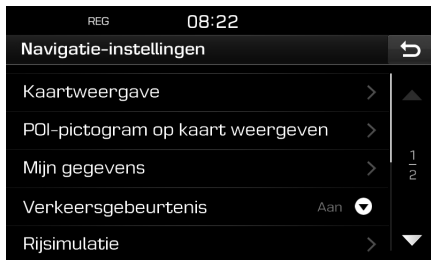 REG 08:22
Navigatie-instellingen
Kaartweergave
POI-pictogram op kaart weergeven
Mijn gegevens
1
2
Verkeersgebeurtenis Aan
Rijsimulatie